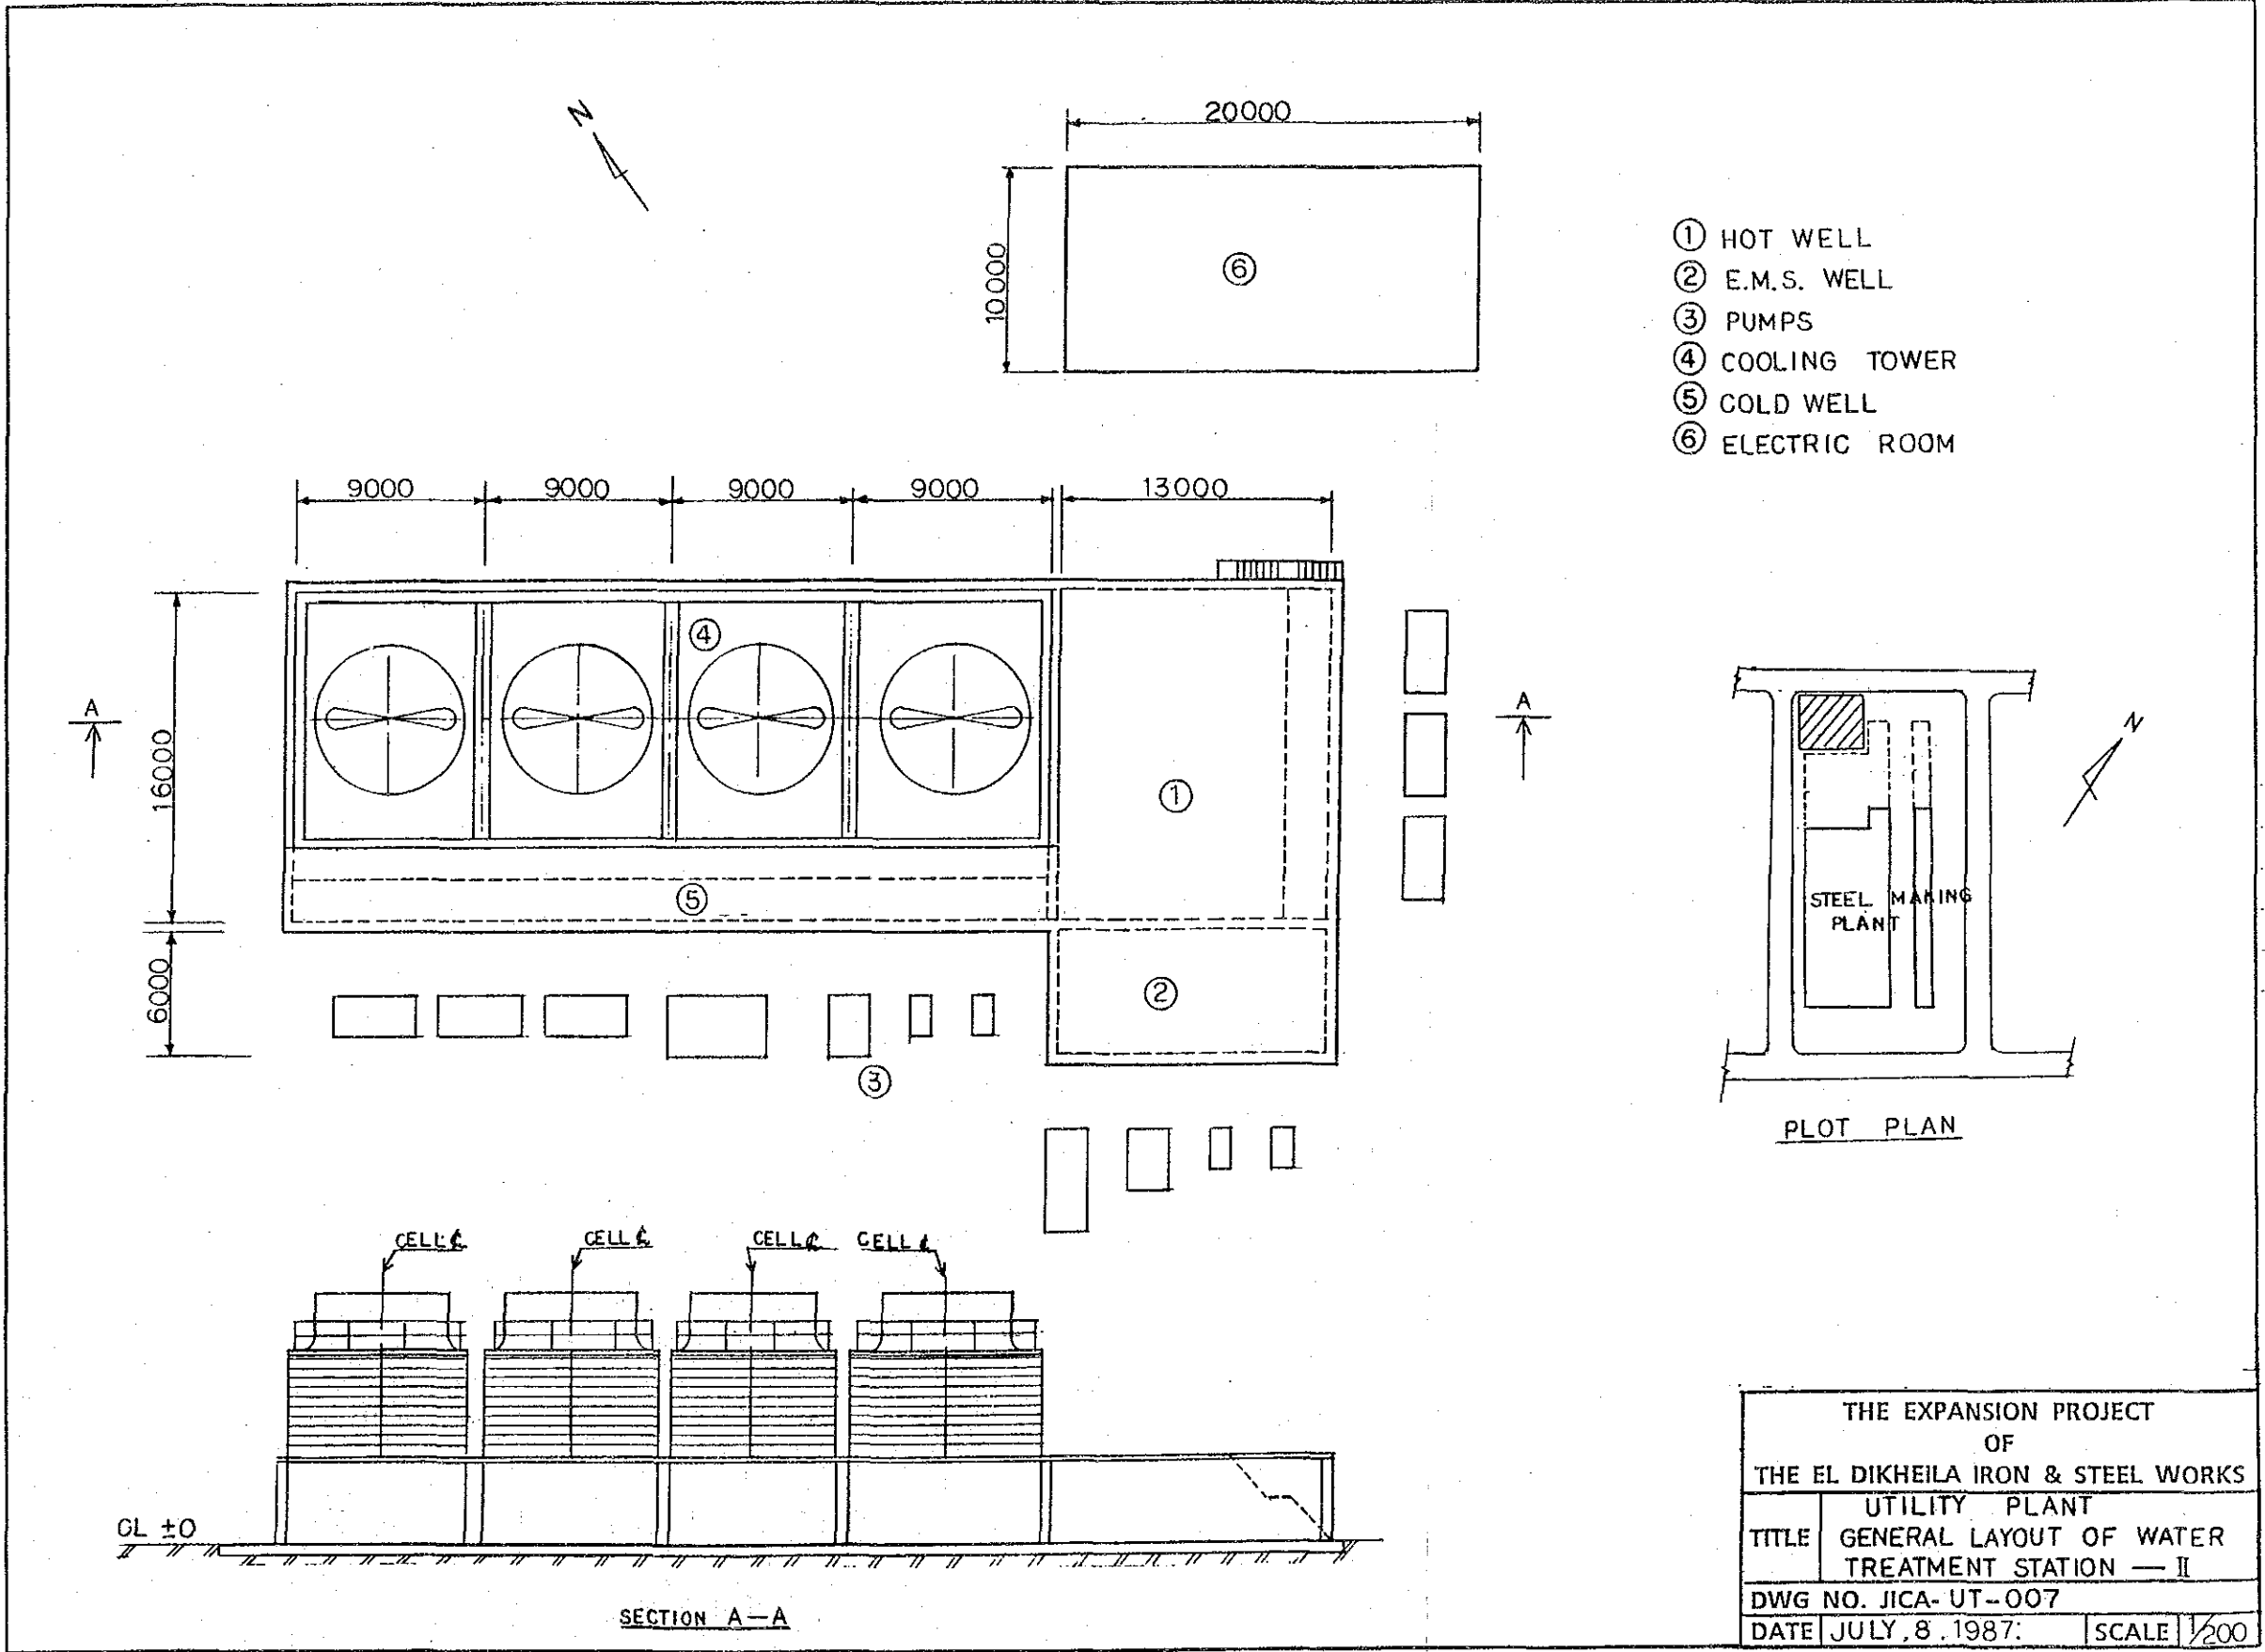 N
20000
10000
⑥
① HOT WELL
② E.M.S. WELL
③ PUMPS
④ COOLING TOWER
⑤ COLD WELL
⑥ ELECTRIC ROOM
9000 9000 9000 9000 13000
④
A A
16000
①
⑤
6000
②
③
N
STEEL MAKING
PLANT
PLOT PLAN
CELL ℄ CELL ℄ CELL ℄ CELL ℄
GL ±0
SECTION A—A
THE EXPANSION PROJECT
OF
THE EL DIKHEILA IRON & STEEL WORKS
TITLE UTILITY PLANT
GENERAL LAYOUT OF WATER
TREATMENT STATION — II
DWG NO. JICA-UT-007
DATE JULY, 8. 1987. SCALE 1/200